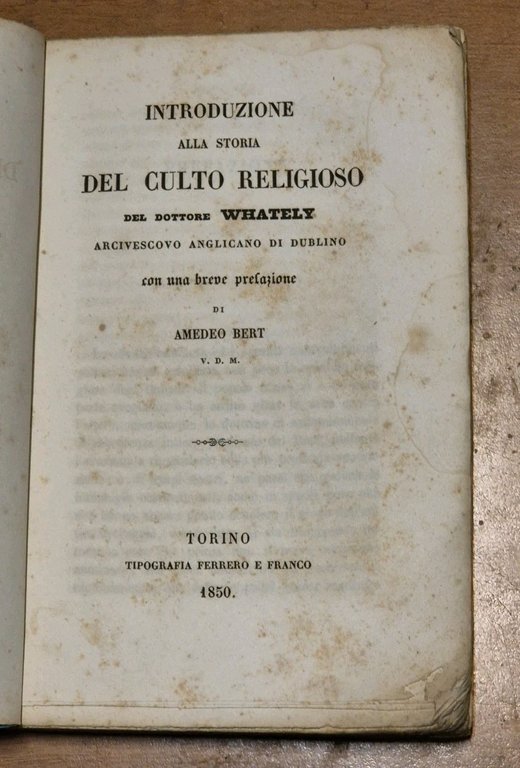 INTRODUZIONE
ALLA STORIA
DEL CULTO RELIGIOSO
DEL DOTTORE WHATELY
ARCIVESCOVO ANGLICANO DI DUBLINO
con una breve prefazione
DI
AMEDEO BERT
V. D. M.
TORINO
TIPOGRAFIA FERRERO E FRANCO
1850.